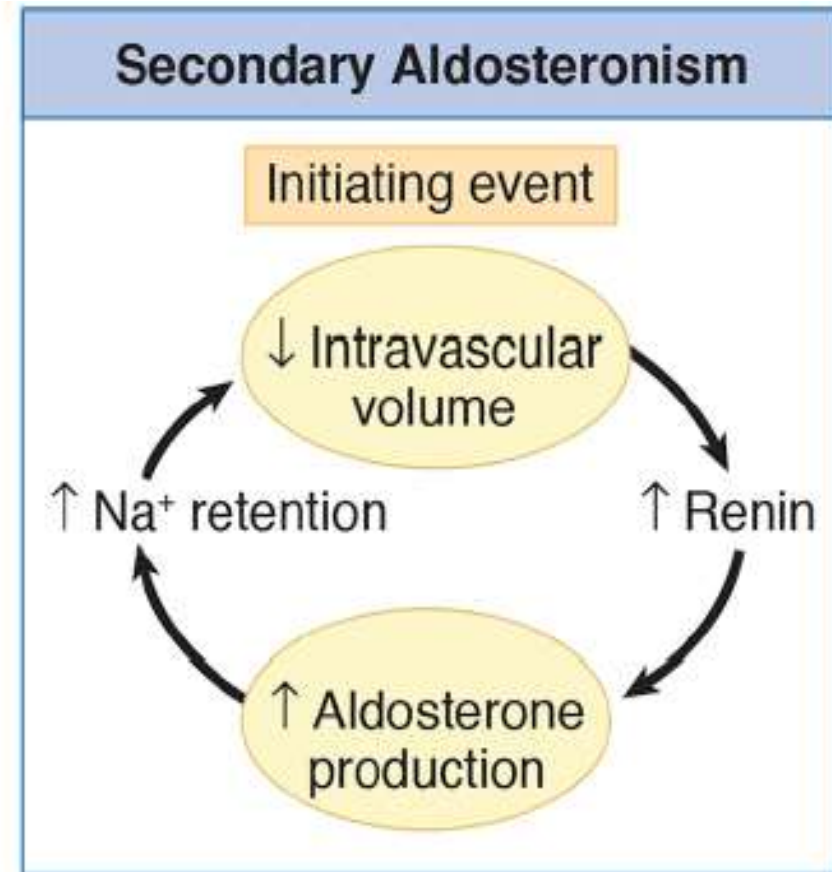 Secondary Aldosteronism
Initiating event
↓ Intravascular
volume
↑ Na⁺ retention
↑ Renin
↑ Aldosterone
production